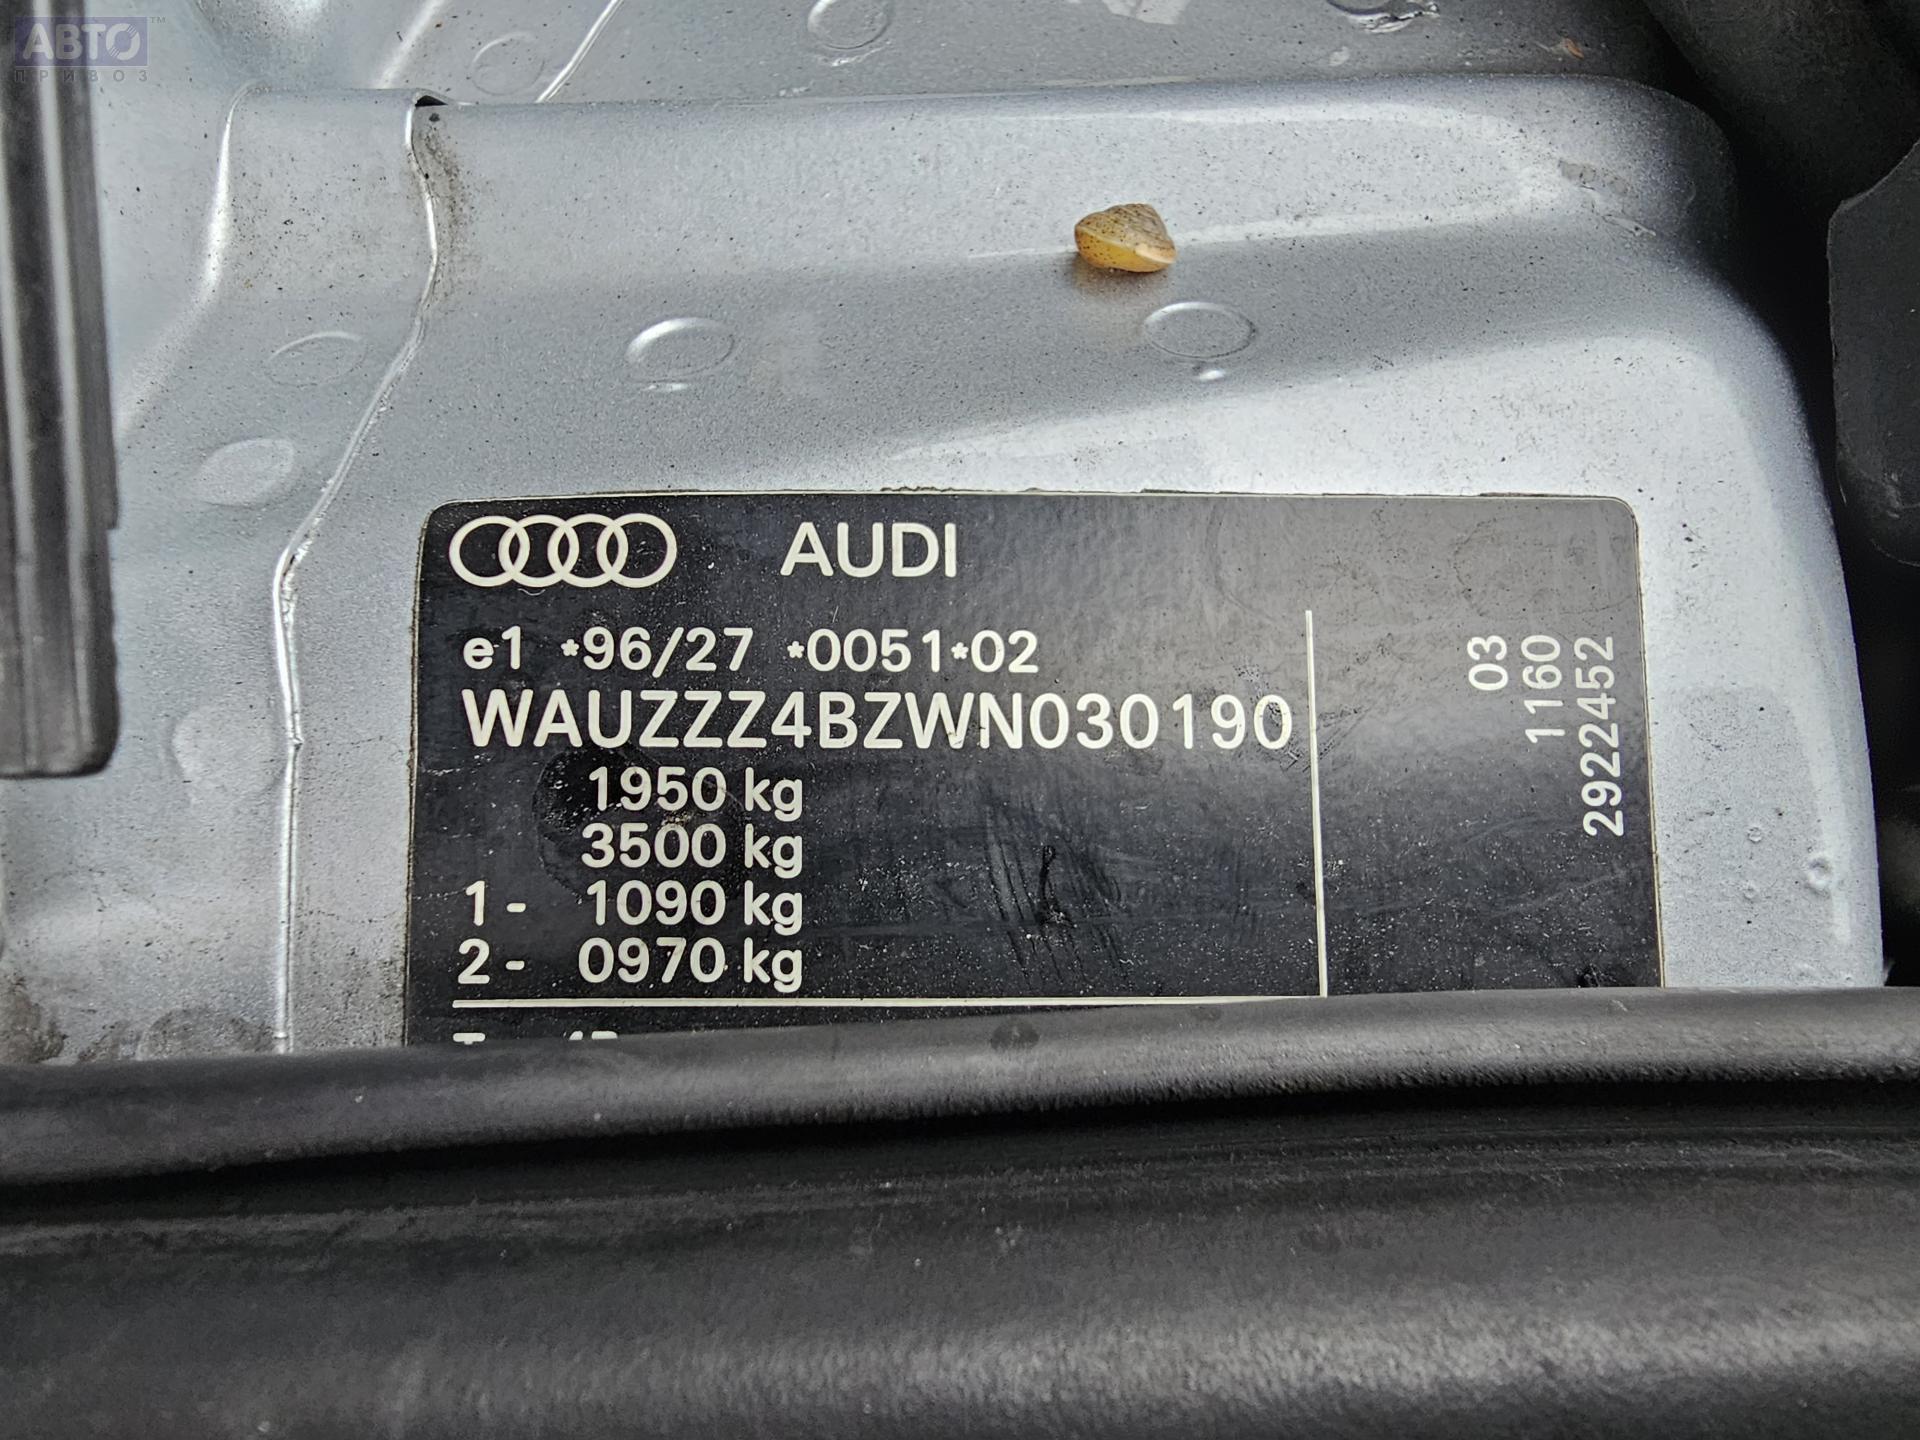 АВТО™
ПРИВОЗ
AUDI
e1 *96/27 *0051*02
WAUZZZ4BZWN030190
1950 kg
3500 kg
1- 1090 kg
2- 0970 kg
03
1160
2922452